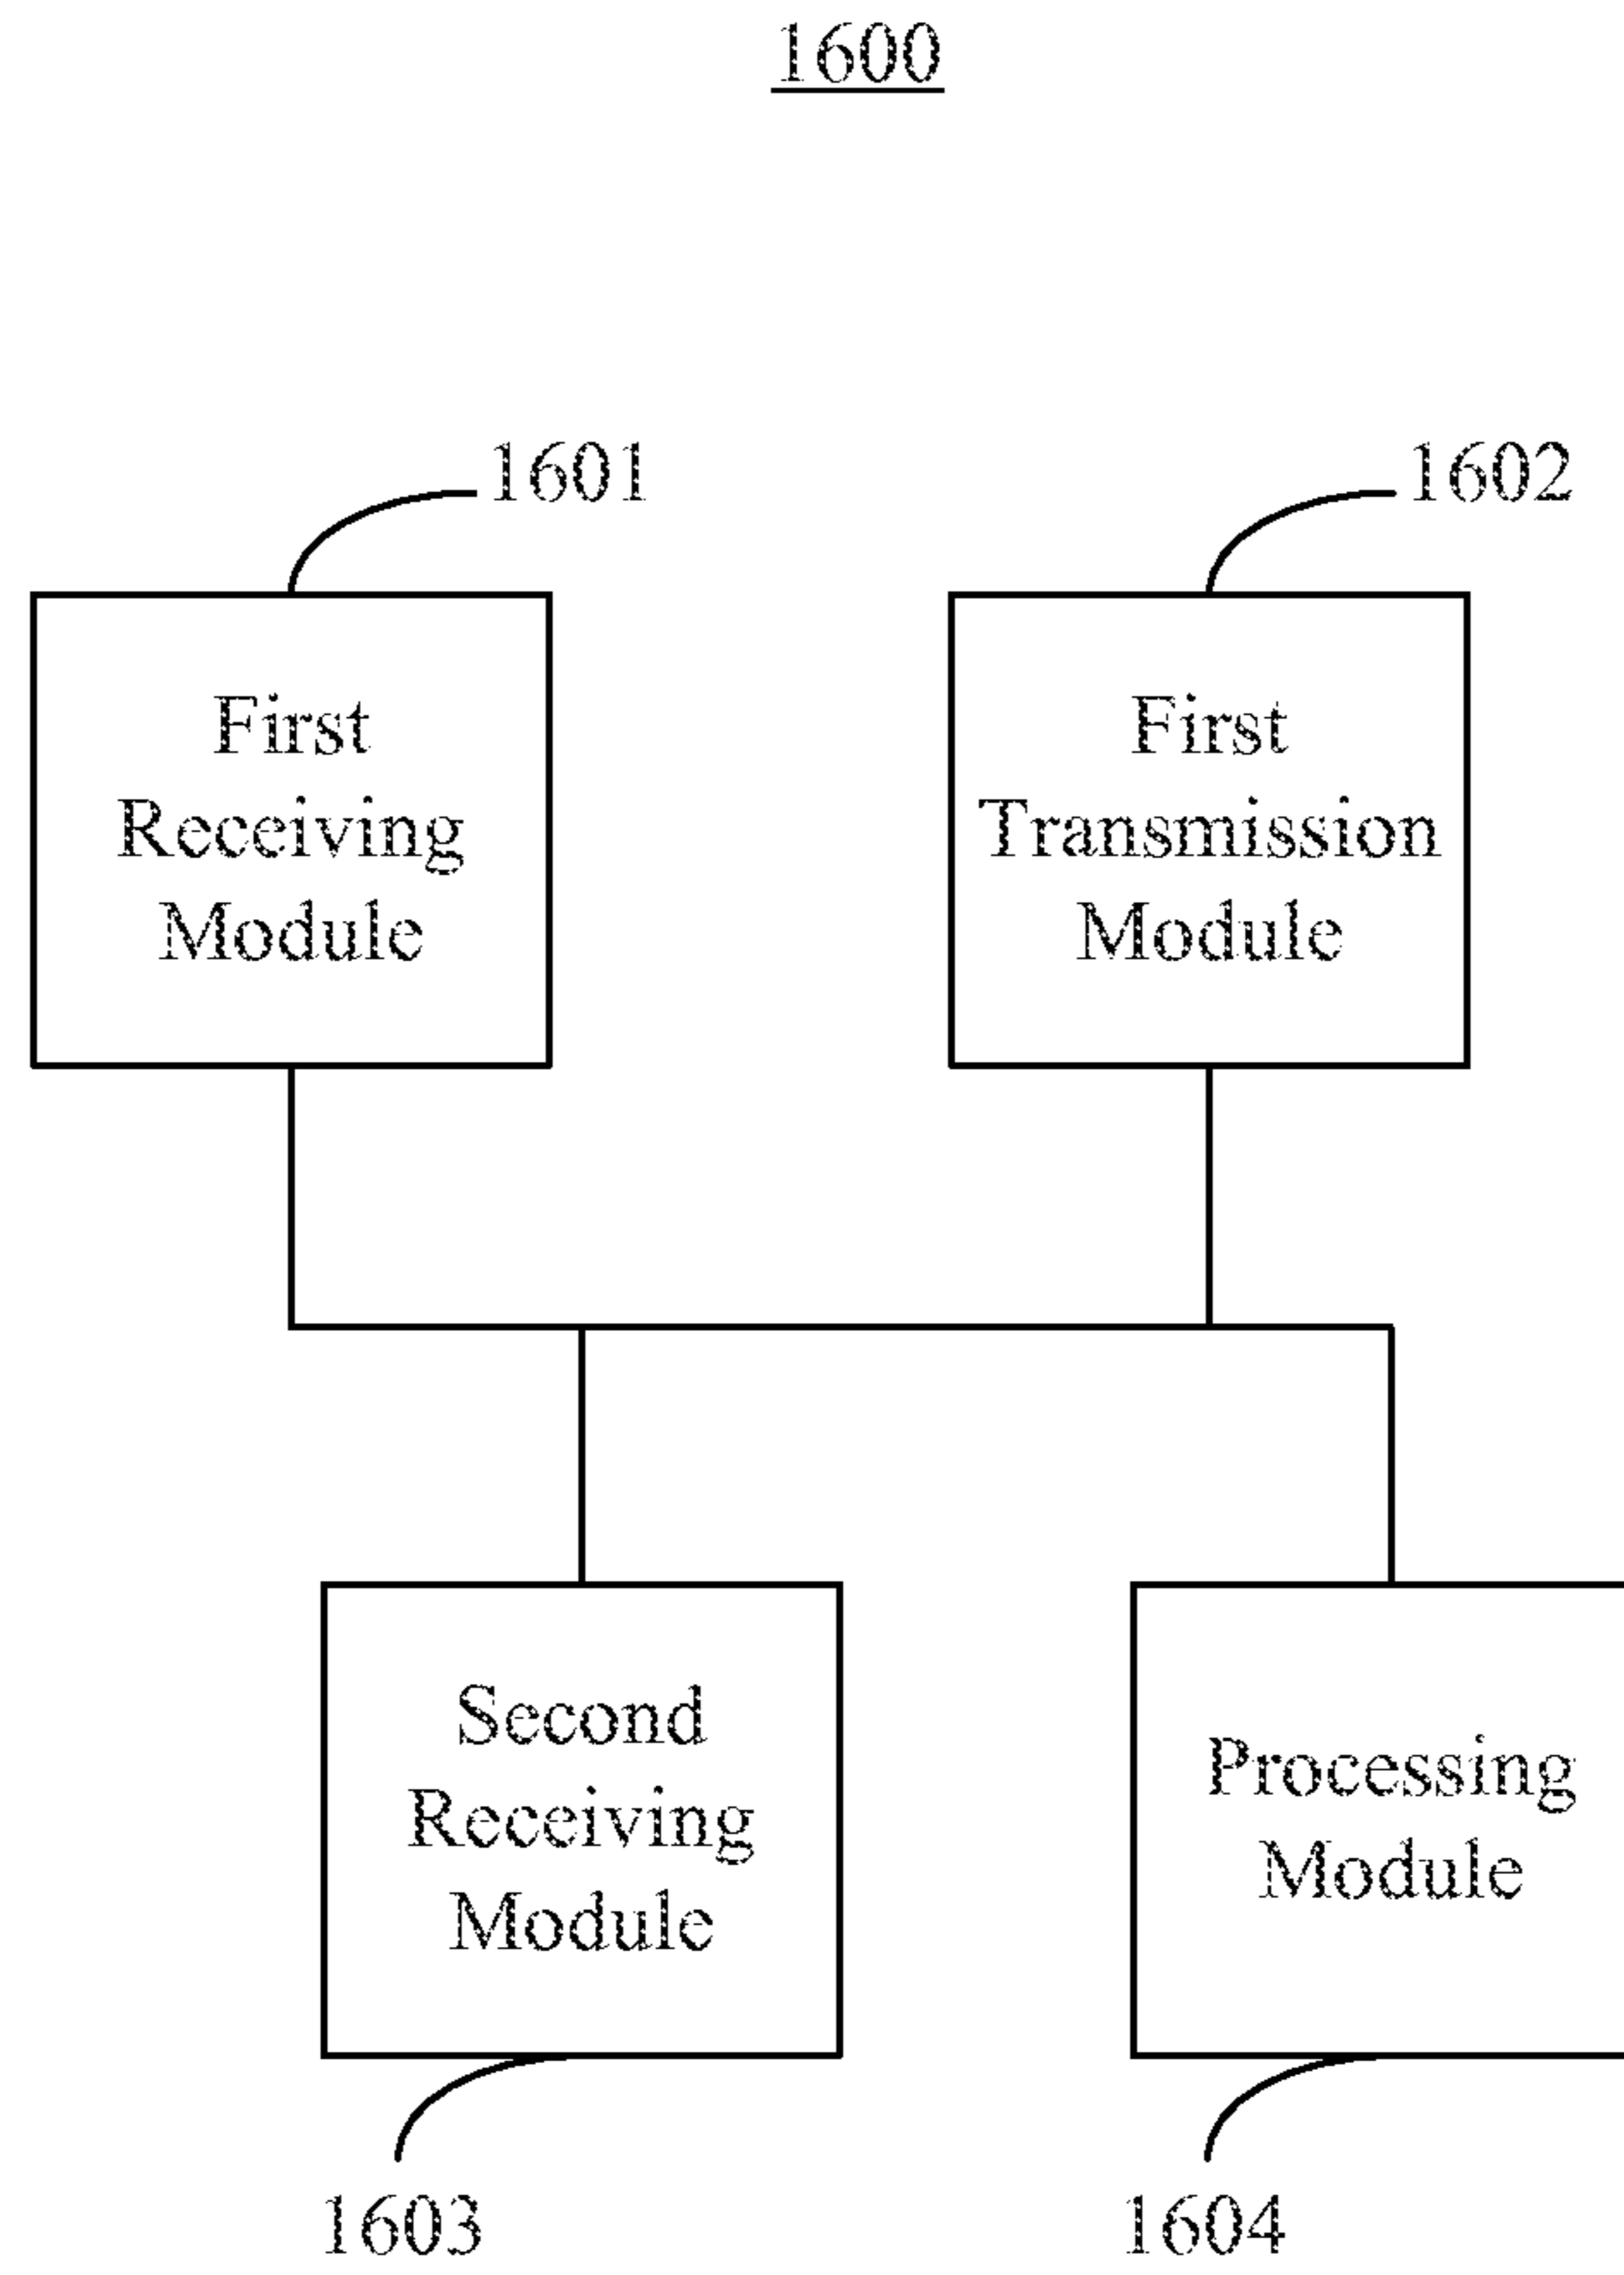 1600
1601
1602
First
Receiving
Module
First
Transmission
Module
Second
Receiving
Module
Processing
Module
1603
1604